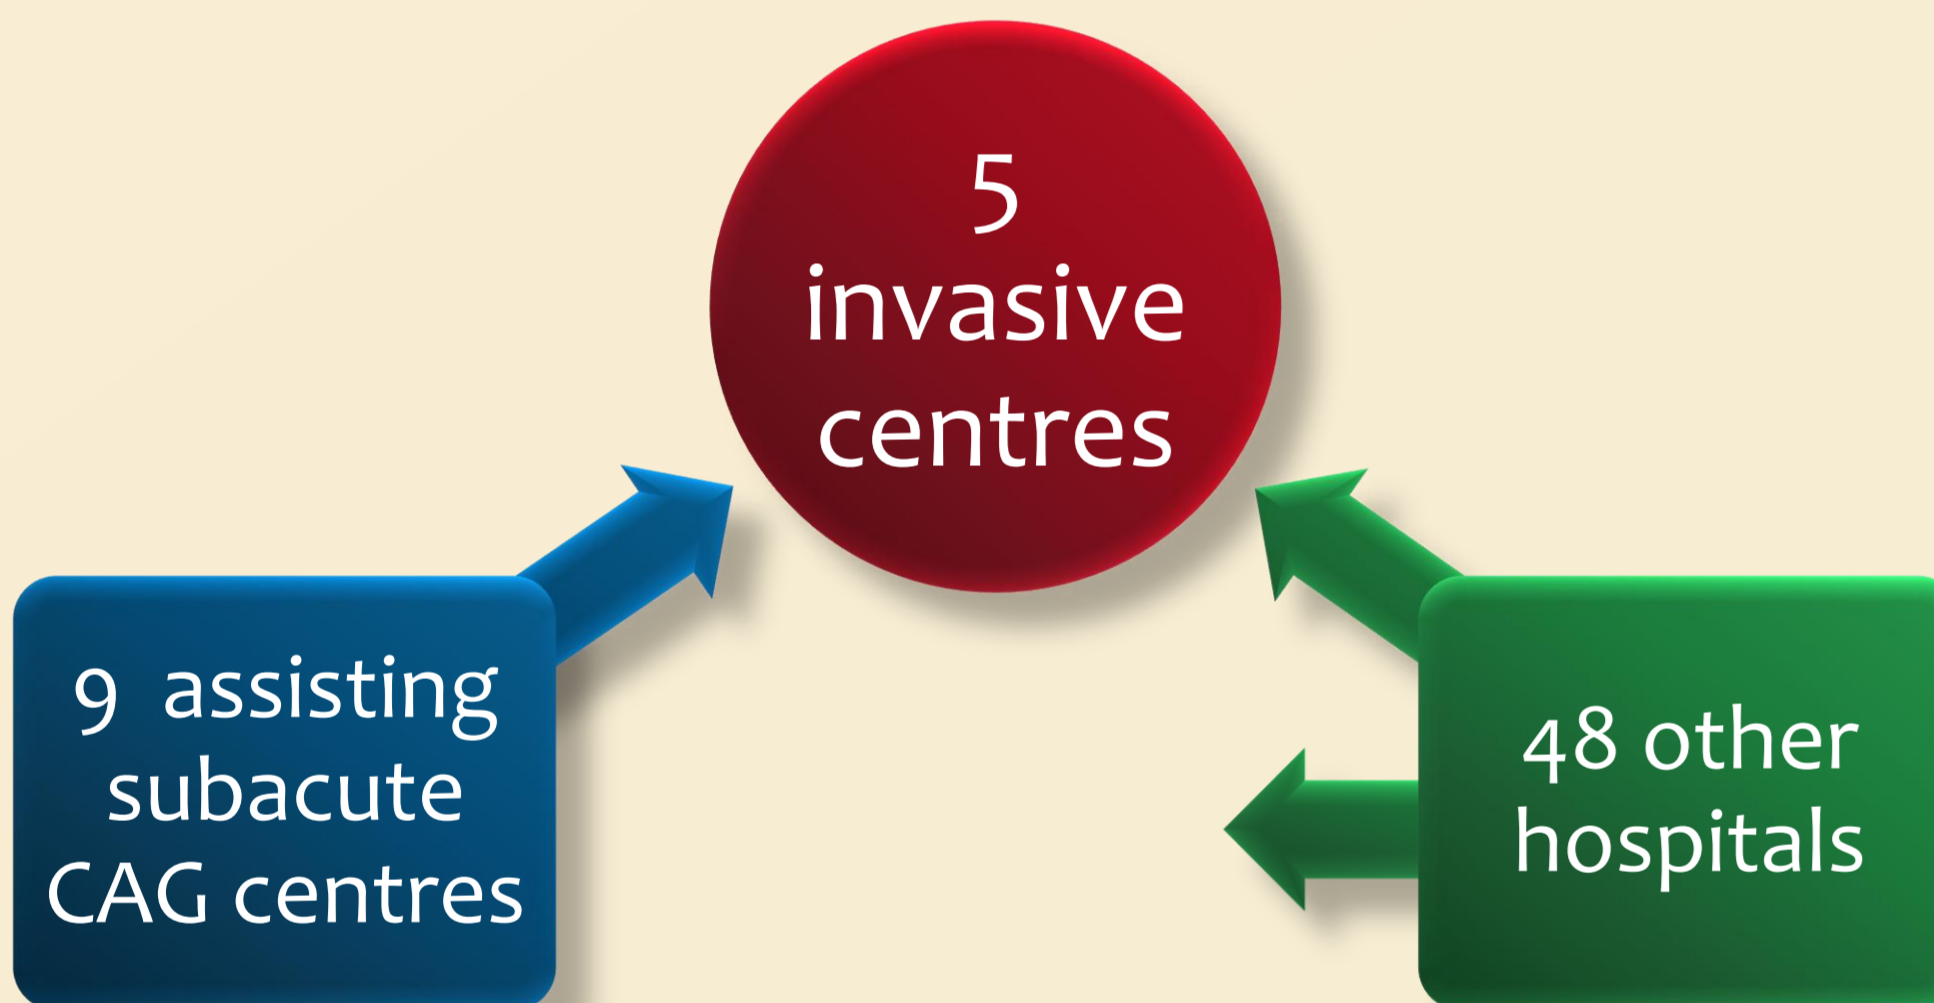 5
invasive
centres
9 assisting
subacute
CAG centres
48 other
hospitals